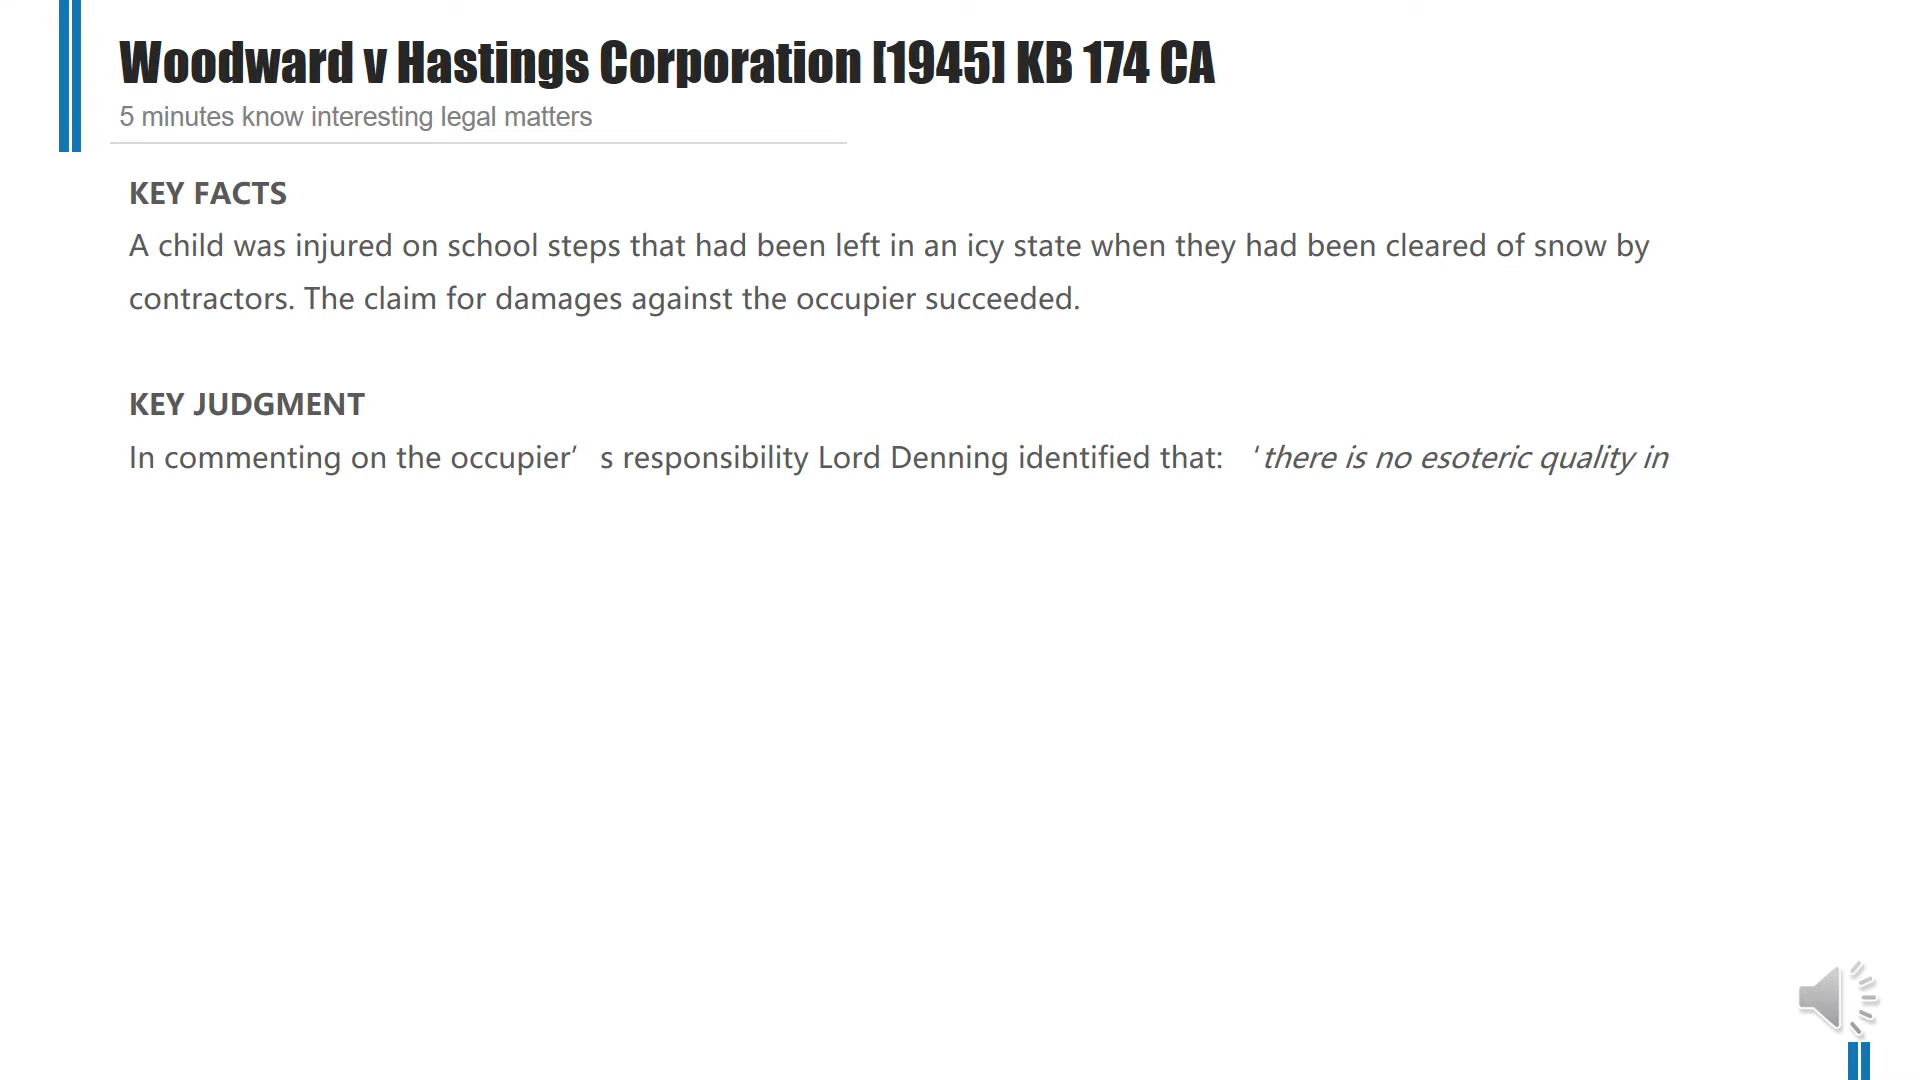 Woodward v Hastings Corporation [1945] KB 174 CA
5 minutes know interesting legal matters
KEY FACTS
A child was injured on school steps that had been left in an icy state when they had been cleared of snow by
contractors. The claim for damages against the occupier succeeded.
KEY JUDGMENT
In commenting on the occupier’s responsibility Lord Denning identified that: ‘there is no esoteric quality in